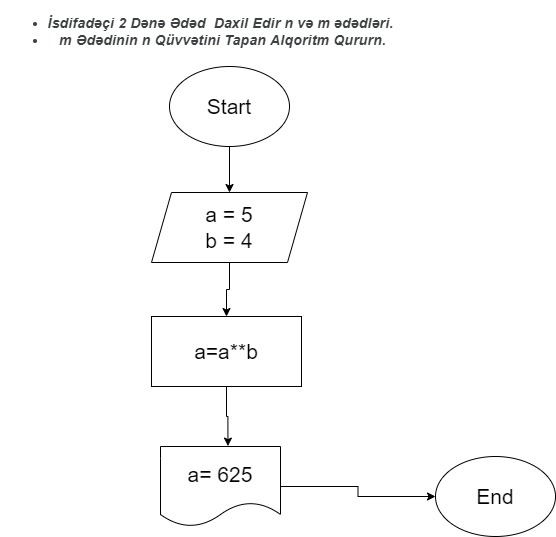 İsdifadəçi 2 Dənə Ədəd Daxil Edir n və m ədədləri.
m Ədədinin n Qüvvətini Tapan Alqoritm Qururn.
Start
a = 5
b = 4
a=a**b
a= 625
End